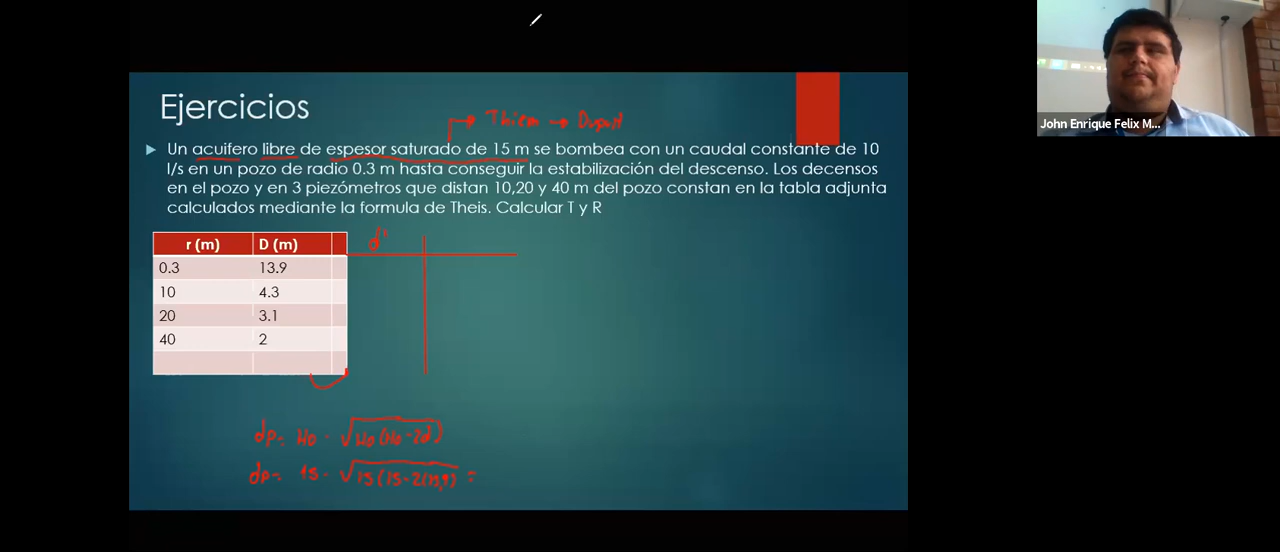 Ejercicios
→ Thiem → Dupuit
Un acuifero libre de espesor saturado de 15 m se bombea con un caudal constante de 10
l/s en un pozo de radio 0.3 m hasta conseguir la estabilización del descenso. Los decensos
en el pozo y en 3 piezómetros que distan 10,20 y 40 m del pozo constan en la tabla adjunta
calculados mediante la formula de Theis. Calcular T y R
r (m) D (m) d'
0.3 13.9
10 4.3
20 3.1
40 2
dp= Ho - √Ho(Ho-2d)
dp= 15 - √15(15-2(13,9) =
John Enrique Felix M...